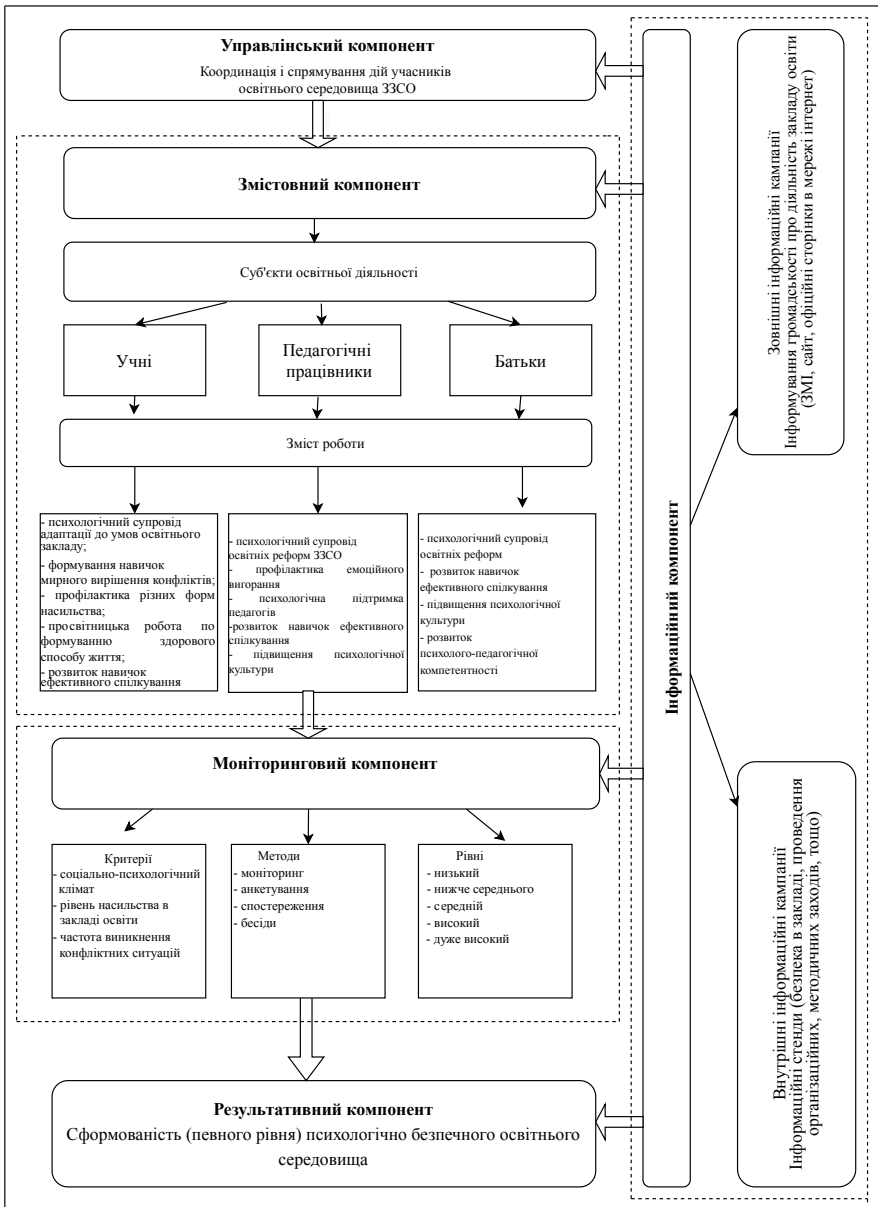 Управлінський компонент
Координація і спрямування дій учасників
освітнього середовища ЗЗСО
Змістовний компонент
Суб'єкти освітньої діяльності
Учні
Педагогічні
працівники
Батьки
Зміст роботи
- психологічний супровід
адаптації до умов освітнього
закладу;
- формування навичок
мирного вирішення конфліктів;
- профілактика різних форм
насильства;
- просвітницька робота по
формуванню здорового
способу життя;
- розвиток навичок
ефективного спілкування
- психологічний супровід
освітніх реформ ЗЗСО
- профілактика емоційного
вигорання
- психологічна підтримка
педагогів
-розвиток навичок ефективного
спілкування
- підвищення психологічної
культури
- психологічний супровід
освітніх реформ
- розвиток навичок
ефективного спілкування
- підвищення психологічної
культури
- розвиток
психолого-педагогічної
компетентності
Моніторинговий компонент
Критерії
- соціально-психологічний
клімат
- рівень насильства в
закладі освіти
- частота виникнення
конфліктних ситуацій
Методи
- моніторинг
- анкетування
- спостереження
- бесіди
Рівні
- низький
- нижче середнього
- середній
- високий
- дуже високий
Результативний компонент
Сформованість (певного рівня) психологічно безпечного освітнього
середовища
Інформаційний компонент
Зовнішні інформаційні кампанії
Інформування громадськості про діяльність закладу освіти
(ЗМІ, сайт, офіційні сторінки в мережі інтернет)
Внутрішні інформаційні кампанії
Інформаційні стенди (безпека в закладі, проведення
організаційних, методичних заходів, тощо)